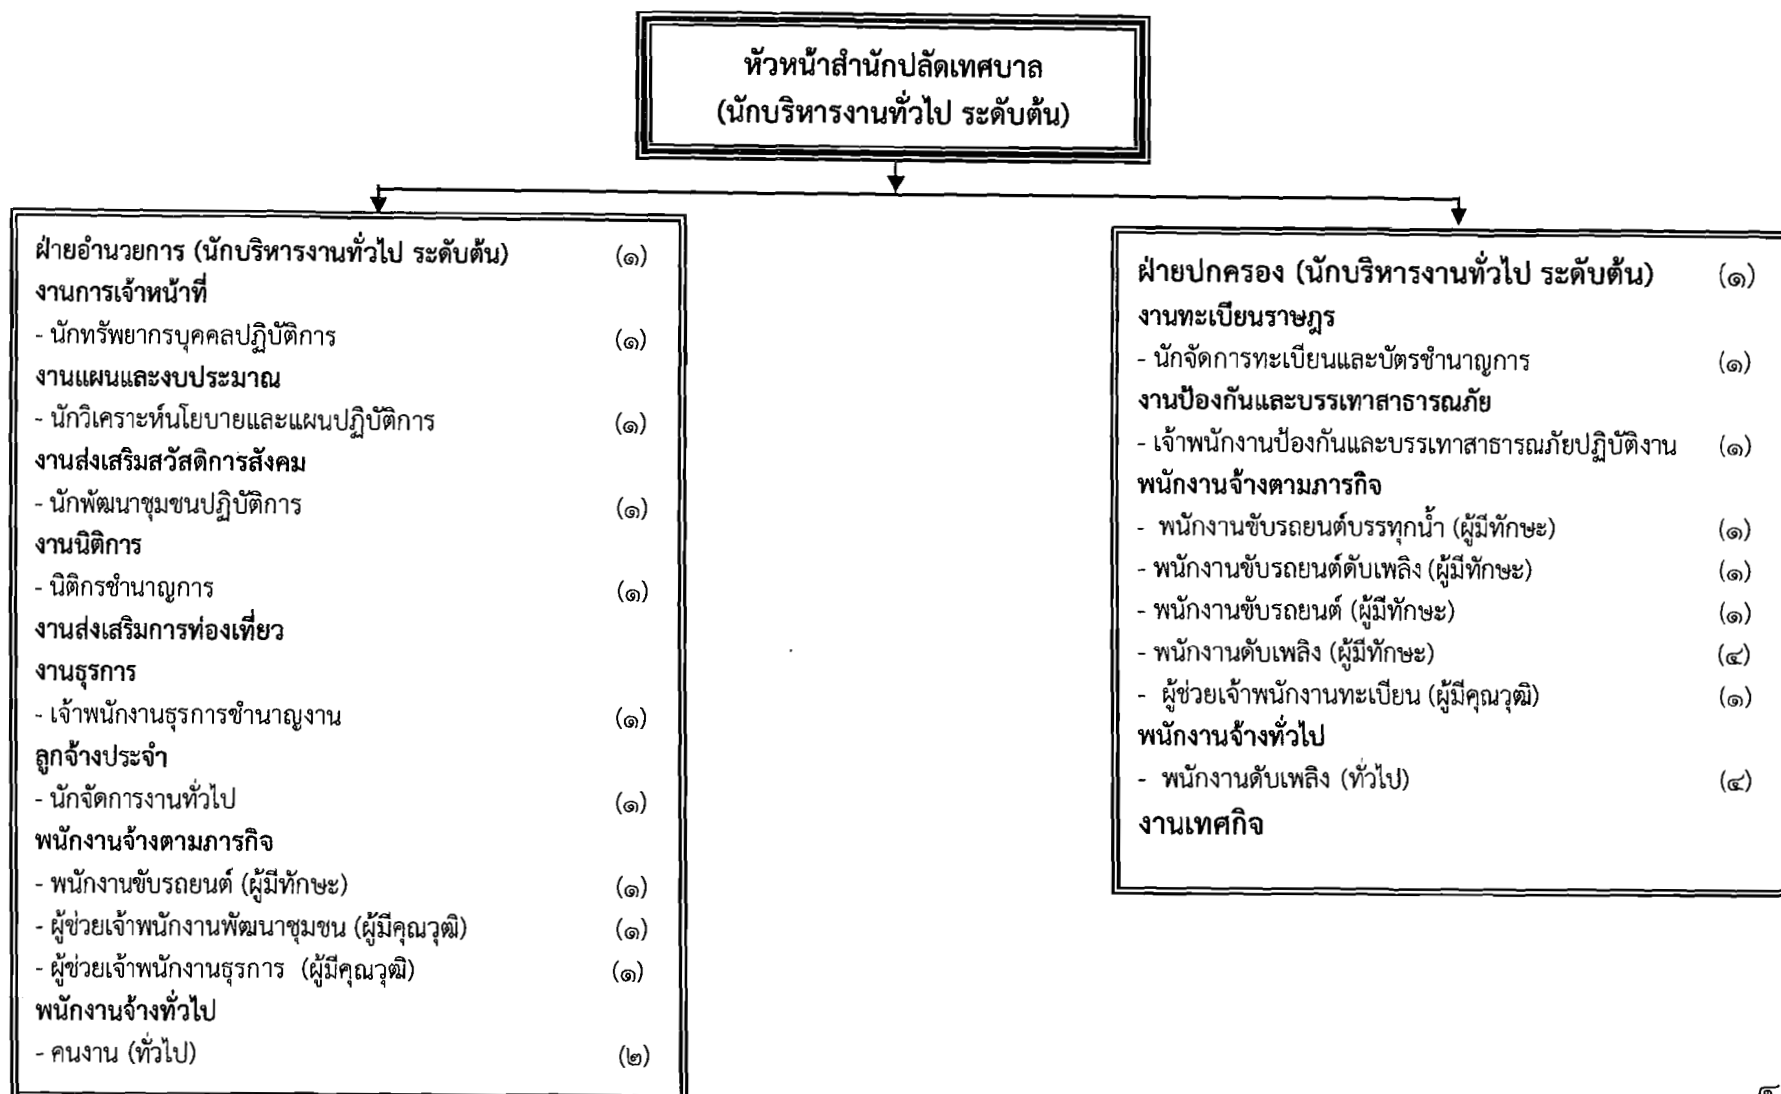 หัวหน้าสำนักปลัดเทศบาล
(นักบริหารงานทั่วไป ระดับต้น)
ฝ่ายอำนวยการ (นักบริหารงานทั่วไป ระดับต้น) (๑)
งานการเจ้าหน้าที่
- นักทรัพยากรบุคคลปฏิบัติการ (๑)
งานแผนและงบประมาณ
- นักวิเคราะห์นโยบายและแผนปฏิบัติการ (๑)
งานส่งเสริมสวัสดิการสังคม
- นักพัฒนาชุมชนปฏิบัติการ (๑)
งานนิติการ
- นิติกรชำนาญการ (๑)
งานส่งเสริมการท่องเที่ยว
งานธุรการ
- เจ้าพนักงานธุรการชำนาญงาน (๑)
ลูกจ้างประจำ
- นักจัดการงานทั่วไป (๑)
พนักงานจ้างตามภารกิจ
- พนักงานขับรถยนต์ (ผู้มีทักษะ) (๑)
- ผู้ช่วยเจ้าพนักงานพัฒนาชุมชน (ผู้มีคุณวุฒิ) (๑)
- ผู้ช่วยเจ้าพนักงานธุรการ (ผู้มีคุณวุฒิ) (๑)
พนักงานจ้างทั่วไป
- คนงาน (ทั่วไป) (๒)
ฝ่ายปกครอง (นักบริหารงานทั่วไป ระดับต้น) (๑)
งานทะเบียนราษฎร
- นักจัดการทะเบียนและบัตรชำนาญการ (๑)
งานป้องกันและบรรเทาสาธารณภัย
- เจ้าพนักงานป้องกันและบรรเทาสาธารณภัยปฏิบัติงาน (๑)
พนักงานจ้างตามภารกิจ
- พนักงานขับรถยนต์บรรทุกน้ำ (ผู้มีทักษะ) (๑)
- พนักงานขับรถยนต์ดับเพลิง (ผู้มีทักษะ) (๑)
- พนักงานขับรถยนต์ (ผู้มีทักษะ) (๑)
- พนักงานดับเพลิง (ผู้มีทักษะ) (๔)
- ผู้ช่วยเจ้าพนักงานทะเบียน (ผู้มีคุณวุฒิ) (๑)
พนักงานจ้างทั่วไป
- พนักงานดับเพลิง (ทั่วไป) (๔)
งานเทศกิจ